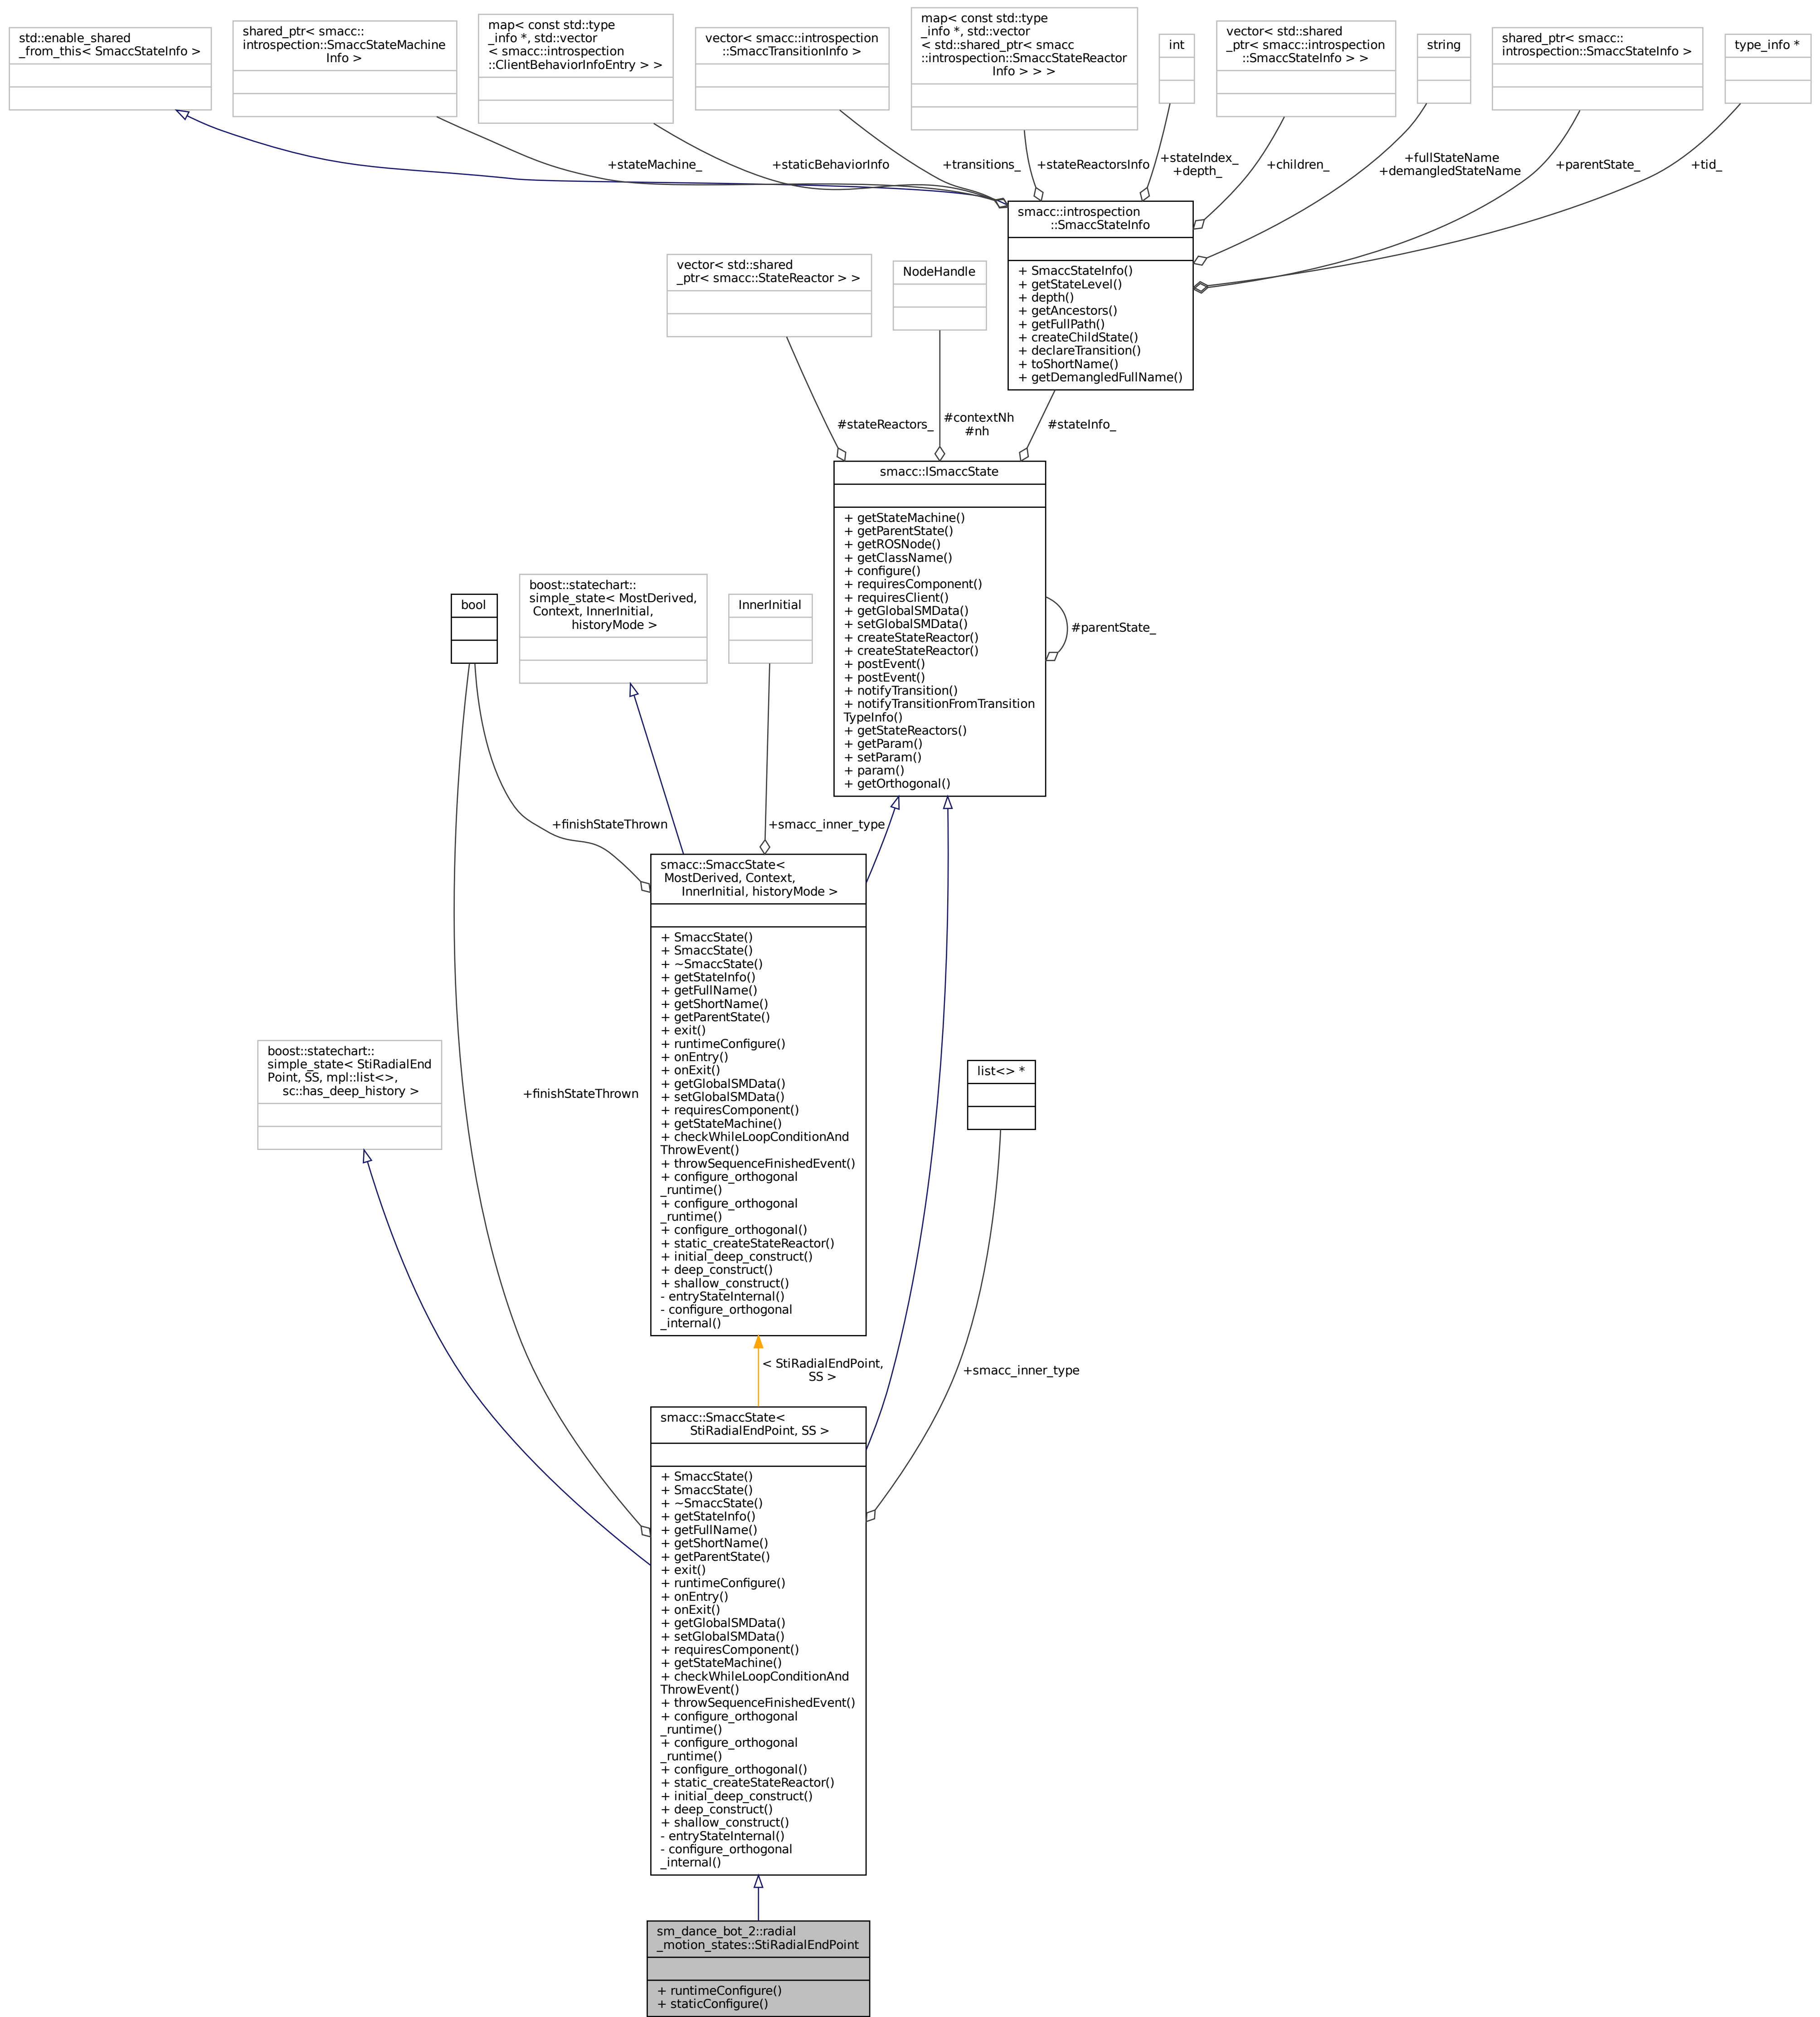 std::enable_shared
_from_this< SmaccStateInfo >
shared_ptr< smacc::
introspection::SmaccStateMachine
Info >
map< const std::type
_info *, std::vector
< smacc::introspection
::ClientBehaviorInfoEntry > >
vector< smacc::introspection
::SmaccTransitionInfo >
map< const std::type
_info *, std::vector
< std::shared_ptr< smacc
::introspection::SmaccStateReactor
Info > > >
int
vector< std::shared
_ptr< smacc::introspection
::SmaccStateInfo > >
string
shared_ptr< smacc::
introspection::SmaccStateInfo >
type_info *
+stateMachine_
+staticBehaviorInfo
+transitions_
+stateReactorsInfo
+stateIndex_
+depth_
+children_
+fullStateName
+demangledStateName
+parentState_
+tid_
smacc::introspection
::SmaccStateInfo
+ SmaccStateInfo()
+ getStateLevel()
+ depth()
+ getAncestors()
+ getFullPath()
+ createChildState()
+ declareTransition()
+ toShortName()
+ getDemangledFullName()
vector< std::shared
_ptr< smacc::StateReactor > >
NodeHandle
#stateReactors_
#contextNh
#nh
#stateInfo_
smacc::ISmaccState
+ getStateMachine()
+ getParentState()
+ getROSNode()
+ getClassName()
+ configure()
+ requiresComponent()
+ requiresClient()
+ getGlobalSMData()
+ setGlobalSMData()
+ createStateReactor()
+ createStateReactor()
+ postEvent()
+ postEvent()
+ notifyTransition()
+ notifyTransitionFromTransition
TypeInfo()
+ getStateReactors()
+ getParam()
+ setParam()
+ param()
+ getOrthogonal()
#parentState_
bool
boost::statechart::
simple_state< MostDerived,
Context, InnerInitial,
historyMode >
InnerInitial
+finishStateThrown
+smacc_inner_type
smacc::SmaccState<
MostDerived, Context,
InnerInitial, historyMode >
+ SmaccState()
+ SmaccState()
+ ~SmaccState()
+ getStateInfo()
+ getFullName()
+ getShortName()
+ getParentState()
+ exit()
+ runtimeConfigure()
+ onEntry()
+ onExit()
+ getGlobalSMData()
+ setGlobalSMData()
+ requiresComponent()
+ getStateMachine()
+ checkWhileLoopConditionAnd
ThrowEvent()
+ throwSequenceFinishedEvent()
+ configure_orthogonal
_runtime()
+ configure_orthogonal
_runtime()
+ configure_orthogonal()
+ static_createStateReactor()
+ initial_deep_construct()
+ deep_construct()
+ shallow_construct()
- entryStateInternal()
- configure_orthogonal
_internal()
boost::statechart::
simple_state< StiRadialEnd
Point, SS, mpl::list<>,
sc::has_deep_history >
+finishStateThrown
list<> *
< StiRadialEndPoint,
SS >
+smacc_inner_type
smacc::SmaccState<
StiRadialEndPoint, SS >
+ SmaccState()
+ SmaccState()
+ ~SmaccState()
+ getStateInfo()
+ getFullName()
+ getShortName()
+ getParentState()
+ exit()
+ runtimeConfigure()
+ onEntry()
+ onExit()
+ getGlobalSMData()
+ setGlobalSMData()
+ requiresComponent()
+ getStateMachine()
+ checkWhileLoopConditionAnd
ThrowEvent()
+ throwSequenceFinishedEvent()
+ configure_orthogonal
_runtime()
+ configure_orthogonal
_runtime()
+ configure_orthogonal()
+ static_createStateReactor()
+ initial_deep_construct()
+ deep_construct()
+ shallow_construct()
- entryStateInternal()
- configure_orthogonal
_internal()
sm_dance_bot_2::radial
_motion_states::StiRadialEndPoint
+ runtimeConfigure()
+ staticConfigure()